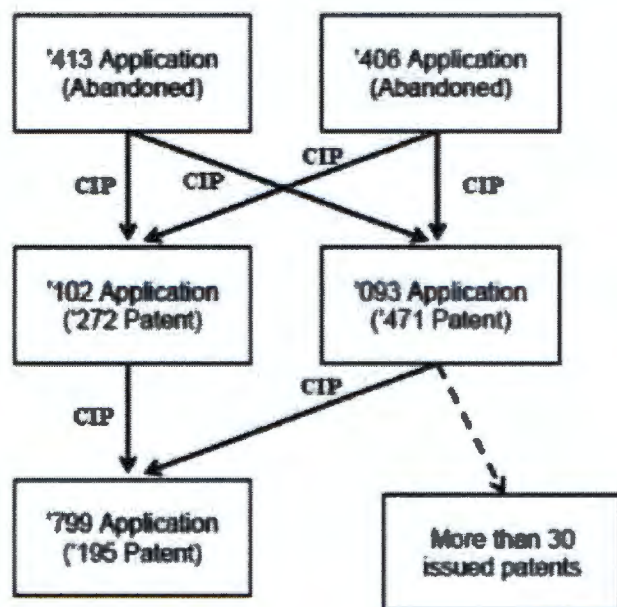 '413 Application
(Abandoned)
'406 Application
(Abandoned)
CIP
CIP
CIP
CIP
'102 Application
('272 Patent)
'093 Application
('471 Patent)
CIP
CIP
'799 Application
('195 Patent)
More than 30
issued patents